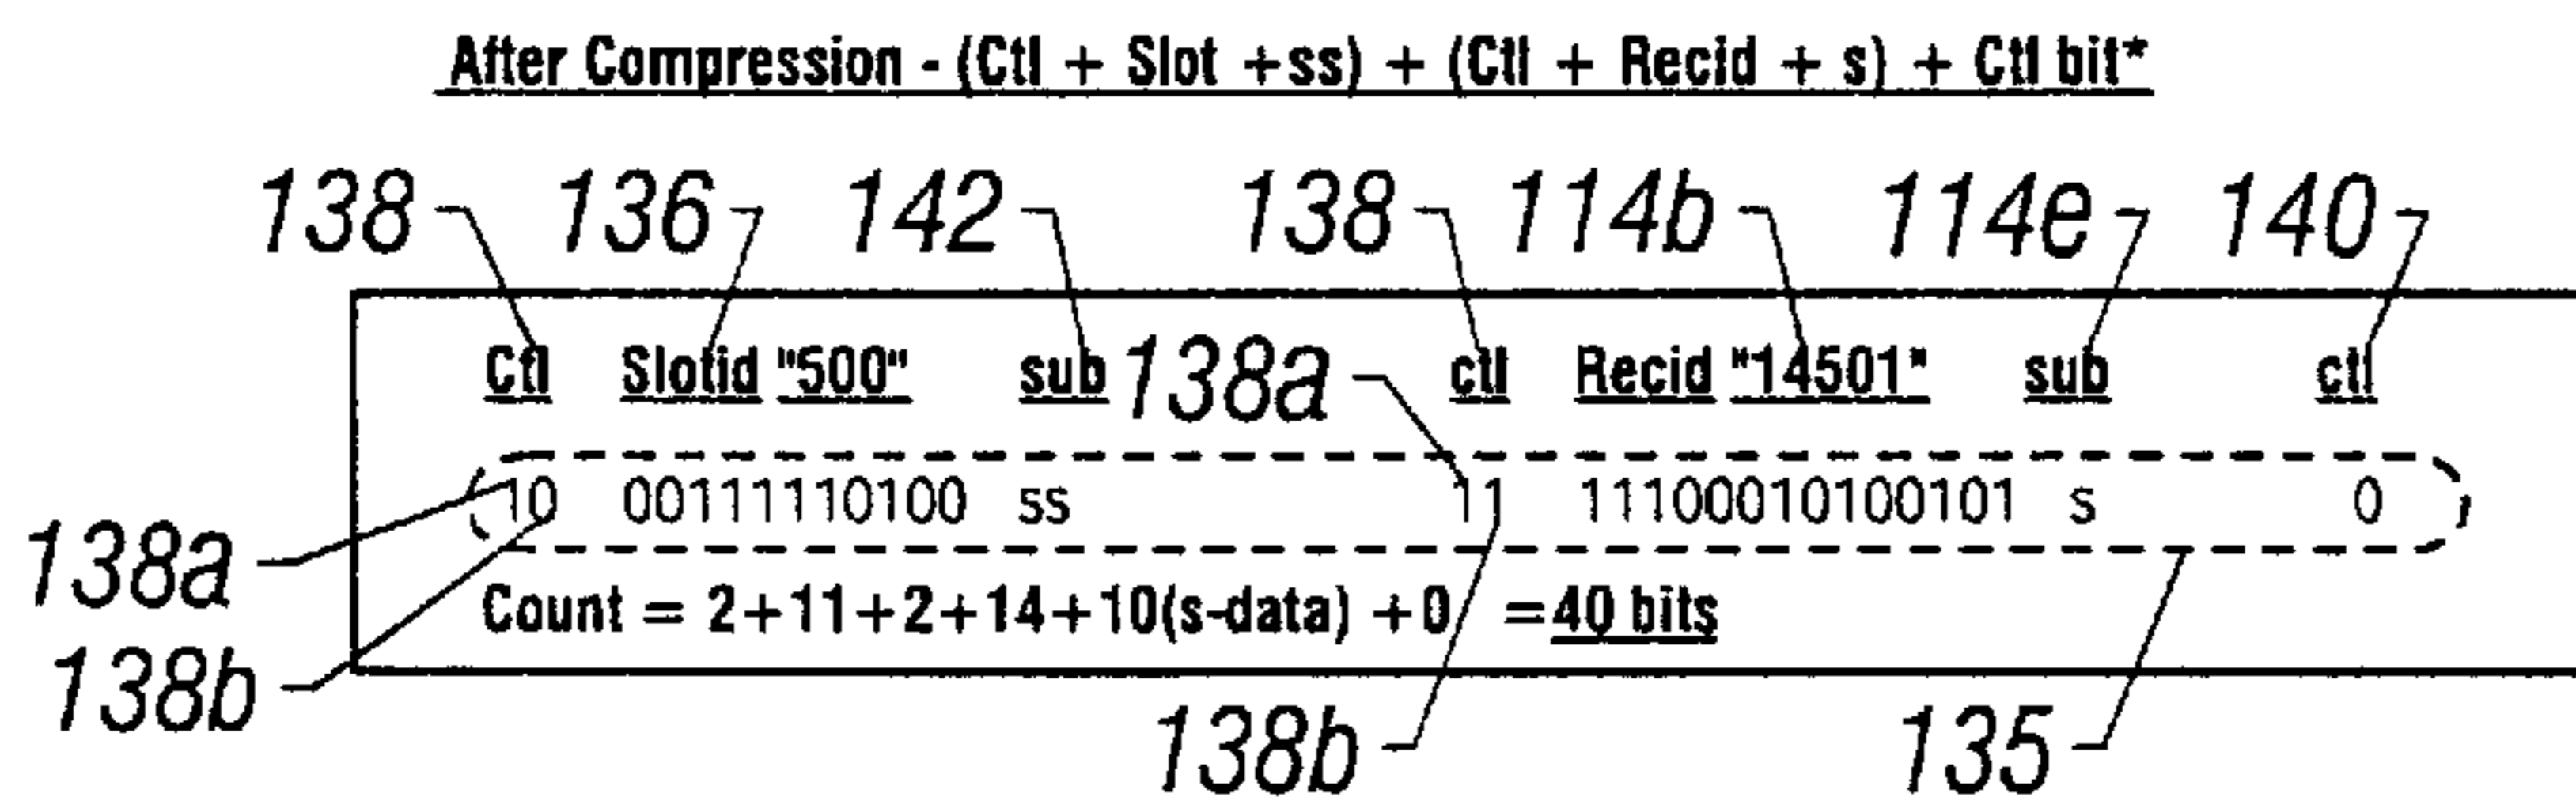 After Compression - (Ctl + Slot +ss) + (Ctl + Recid + s) + Ctl bit*
138 136 142 138 114b 114e 140
Ctl Slotid "500" sub 138a ctl Recid "14501" sub ctl
10 00111110100 ss 11 11100010100101 s 0
138a
Count = 2+11+2+14+10(s-data) +0 =40 bits
138b
138b 135